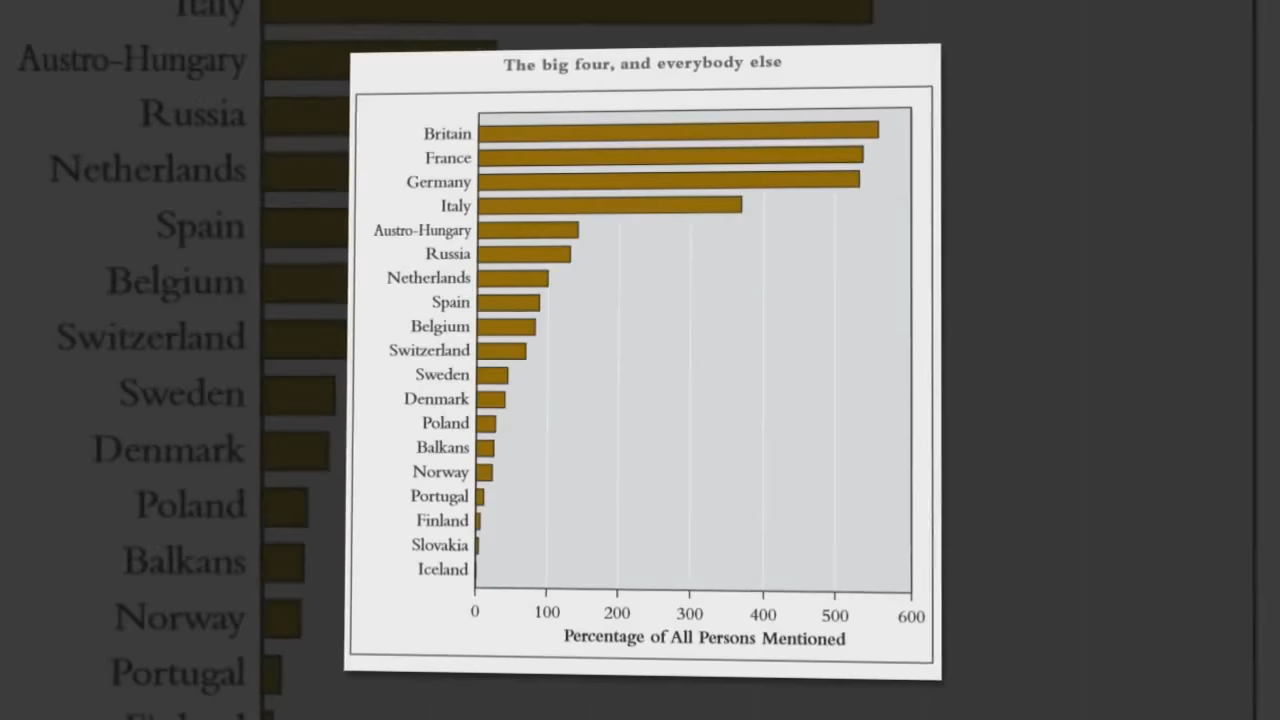 Italy
Austro-Hungary
Russia
Netherlands
Spain
Belgium
Switzerland
Sweden
Denmark
Poland
Balkans
Norway
Portugal
The big four, and everybody else
Britain
France
Germany
Italy
Austro-Hungary
Russia
Netherlands
Spain
Belgium
Switzerland
Sweden
Denmark
Poland
Balkans
Norway
Portugal
Finland
Slovakia
Iceland
0 100 200 300 400 500 600
Percentage of All Persons Mentioned